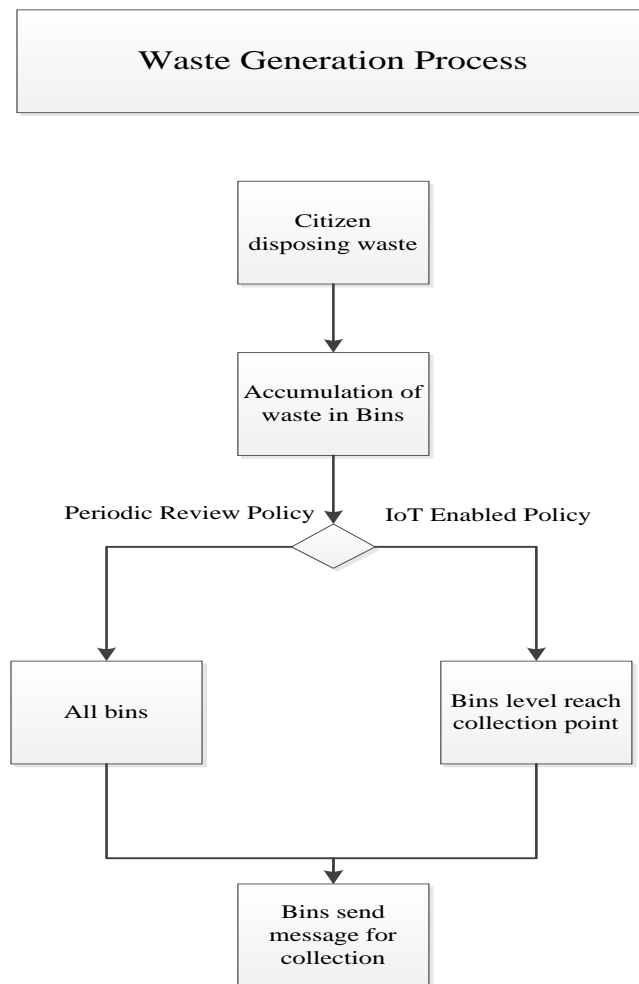 Waste Generation Process
Citizen
disposing waste
Accumulation of
waste in Bins
Periodic Review Policy
IoT Enabled Policy
All bins
Bins level reach
collection point
Bins send
message for
collection